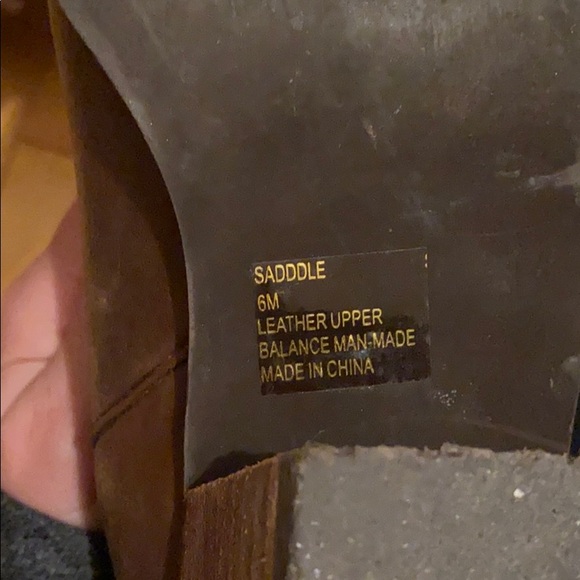 SADDDLE
6M
LEATHER UPPER
BALANCE MAN-MADE
MADE IN CHINA